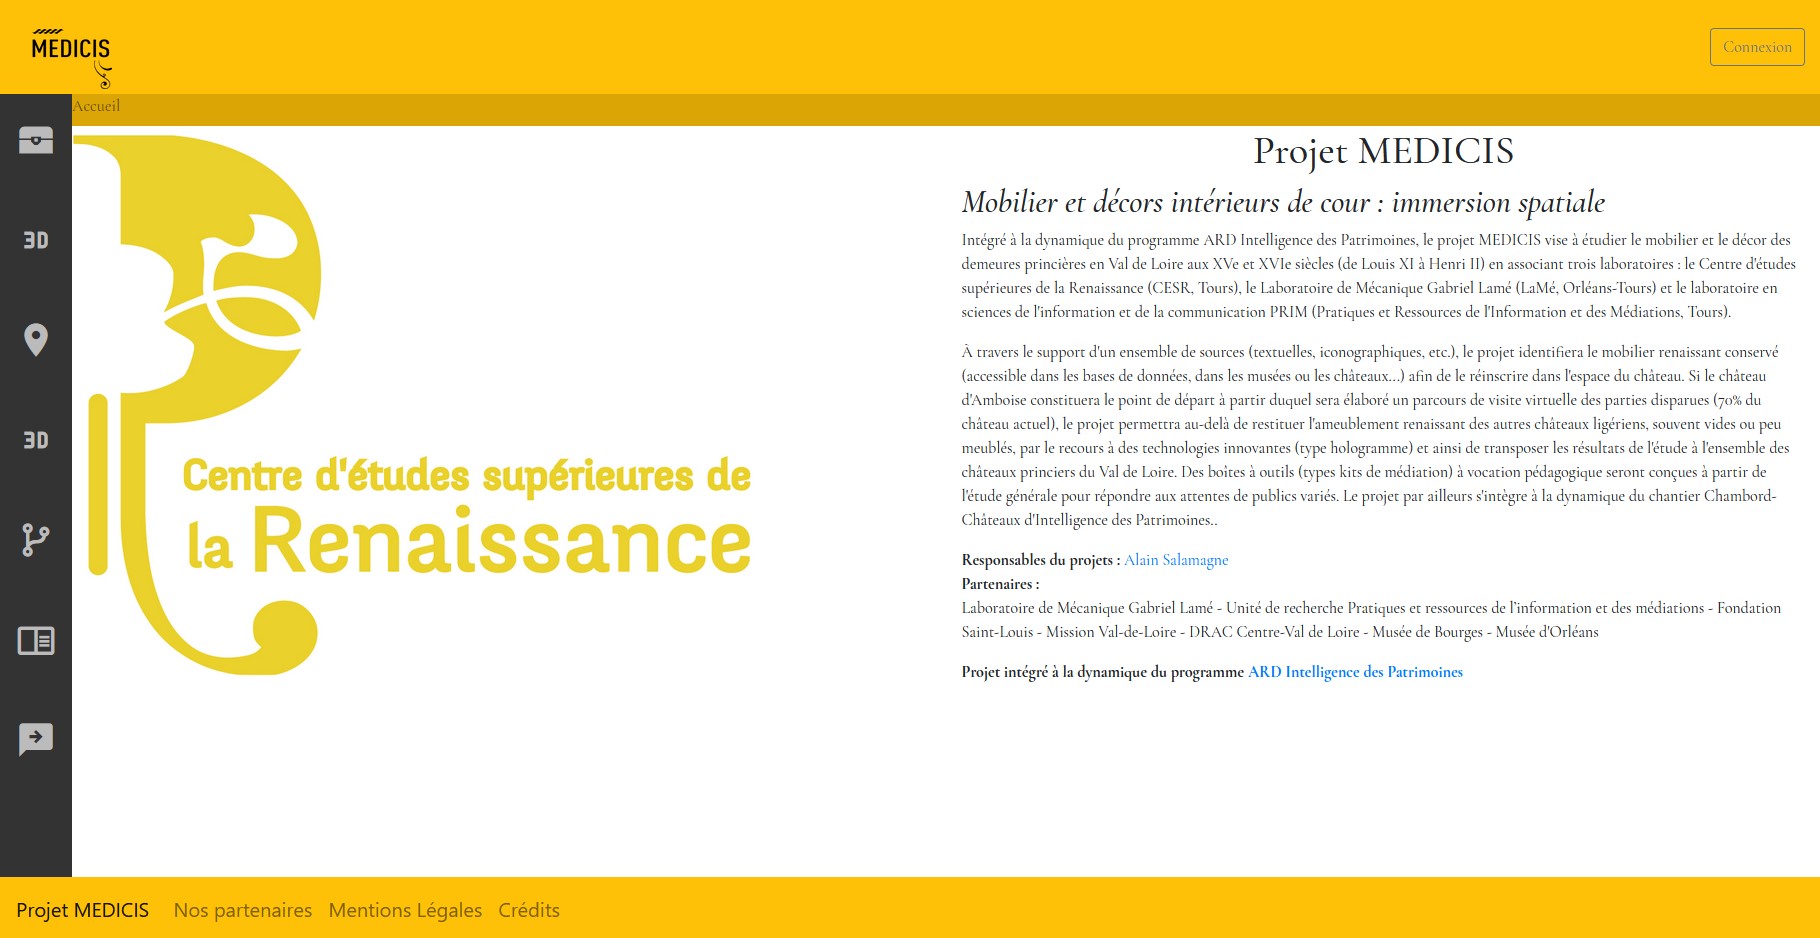 MEDICIS
Connexion
Accueil
3D
3D
Centre d'études supérieures de
la Renaissance
Projet MEDICIS
Mobilier et décors intérieurs de cour : immersion spatiale
Intégré à la dynamique du programme ARD Intelligence des Patrimoines, le projet MEDICIS vise à étudier le mobilier et le décor des
demeures princières en Val de Loire aux XVe et XVIe siècles (de Louis XI à Henri II) en associant trois laboratoires : le Centre d'études
supérieures de la Renaissance (CESR, Tours), le Laboratoire de Mécanique Gabriel Lamé (LaMé, Orléans-Tours) et le laboratoire en
sciences de l'information et de la communication PRIM (Pratiques et Ressources de l'Information et des Médiations, Tours).
À travers le support d'un ensemble de sources (textuelles, iconographiques, etc.), le projet identifiera le mobilier renaissant conservé
(accessible dans les bases de données, dans les musées ou les châteaux...) afin de le réinscrire dans l'espace du château. Si le château
d'Amboise constituera le point de départ à partir duquel sera élaboré un parcours de visite virtuelle des parties disparues (70% du
château actuel), le projet permettra au-delà de restituer l'ameublement renaissant des autres châteaux ligériens, souvent vides ou peu
meublés, par le recours à des technologies innovantes (type hologramme) et ainsi de transposer les résultats de l'étude à l'ensemble des
châteaux princiers du Val de Loire. Des boîtes à outils (types kits de médiation) à vocation pédagogique seront conçues à partir de
l'étude générale pour répondre aux attentes de publics variés. Le projet par ailleurs s'intègre à la dynamique du chantier Chambord-
Châteaux d'Intelligence des Patrimoines..
Responsables du projets : Alain Salamagne
Partenaires :
Laboratoire de Mécanique Gabriel Lamé - Unité de recherche Pratiques et ressources de l’information et des médiations - Fondation
Saint-Louis - Mission Val-de-Loire - DRAC Centre-Val de Loire - Musée de Bourges - Musée d'Orléans
Projet intégré à la dynamique du programme ARD Intelligence des Patrimoines
Projet MEDICIS Nos partenaires Mentions Légales Crédits